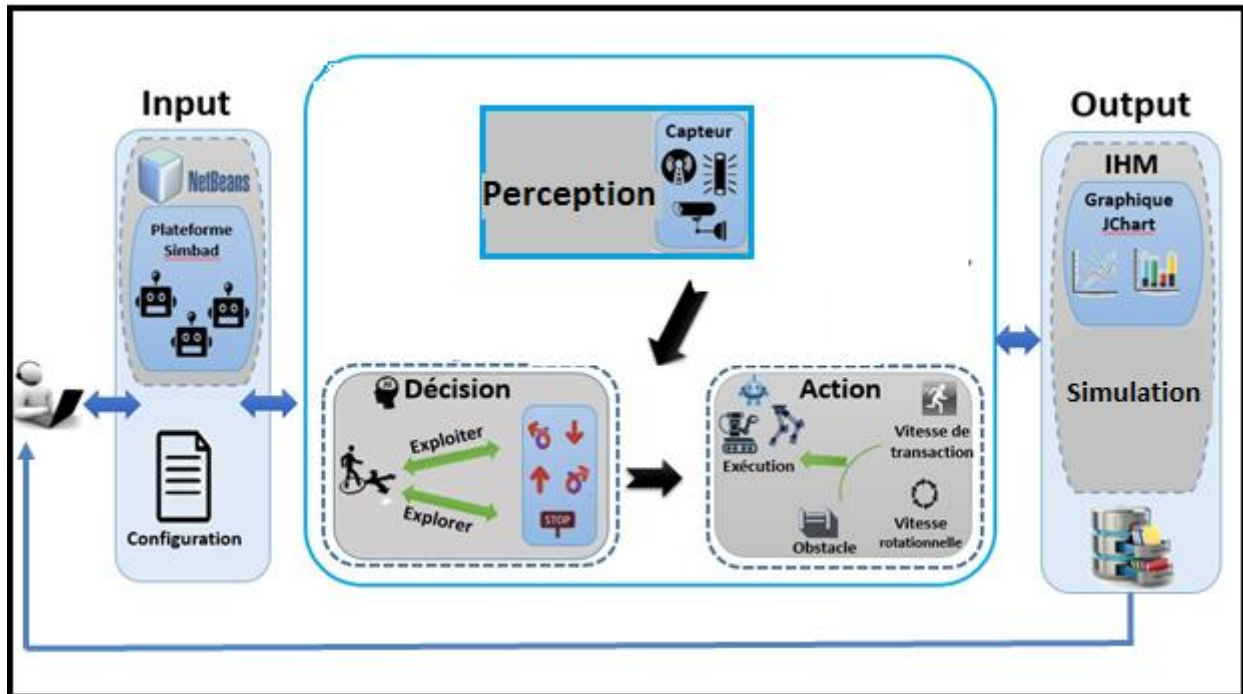 Input
NetBeans
Plateforme
Simbad
Configuration
Perception
Capteur
Décision
Exploiter
Explorer
STOP
Action
Exécution
Vitesse de
transaction
Obstacle
Vitesse
rotationnelle
Output
IHM
Graphique
JChart
Simulation